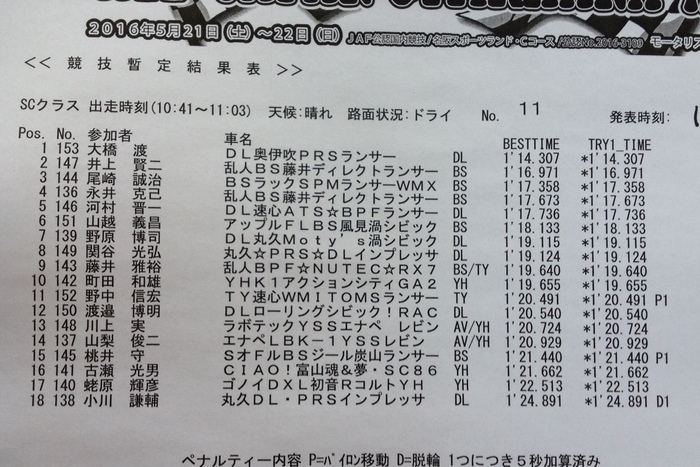 2016年5月21日(土)～22日(日) JAF公認国内競技/名阪スポーツランド・Cコース/公認No.2016-3109 モータリ
<< 競技暫定結果表 >>
SCクラス 出走時刻(10:41～11:03) 天候:晴れ 路面状況:ドライ No. 11 発表時刻:
Pos. No. 参加者 車名 BESTTIME TRY1_TIME
1 153 大橋 渡 DL奥伊吹PRSランサー DL 1'14.307 *1'14.307
2 147 井上 賢二 乱人BS藤井ディレクトランサー BS 1'16.971 *1'16.971
3 144 尾崎 誠治 BSラックSPMランサーWMX BS 1'17.358 *1'17.358
4 136 永井 克己 乱人BS藤井ディレクトランサー BS 1'17.673 *1'17.673
5 146 河村 晋一 DL速心ATS☆BPFランサー DL 1'17.736 *1'17.736
6 151 山越 義昌 アップルFLBS風見渦シビック BS 1'18.133 *1'18.133
7 139 野原 博司 DL丸久Moty's渦シビック DL 1'19.115 *1'19.115
8 149 関谷 光弘 丸久☆PRS☆DLインプレッサ DL 1'19.124 *1'19.124
9 143 藤井 雅裕 乱人BPF☆NUTEC☆RX7 BS/TY 1'19.640 *1'19.640
10 142 町田 和雄 YHK1アクションシティGA2 YH 1'19.655 *1'19.655
11 152 野中 信宏 TY速心WMITOMSランサー TY 1'20.491 *1'20.491 P1
12 150 渡邉 博明 DLローリングシビック！RAC DL 1'20.540 *1'20.540
13 148 川上 実 ラボテックYSSエナペ レビン AV/YH 1'20.724 *1'20.724
14 137 山梨 俊二 エナペLBK-1YSSレビン AV/YH 1'20.929 *1'20.929
15 145 桃井 守 SオフルBSジール炭山ランサー BS 1'21.440 *1'21.440 P1
16 141 古瀬 光男 CIAO！富山魂&夢・SC86 YH 1'21.662 *1'21.662
17 140 蛯原 輝彦 ゴノイDXL初音RコルトYH YH 1'22.513 *1'22.513
18 138 小川 謙輔 丸久DL・PRSインプレッサ DL 1'24.891 *1'24.891 D1
ペナルティー内容 P=パイロン移動 D=脱輪 1つにつき5秒加算済み